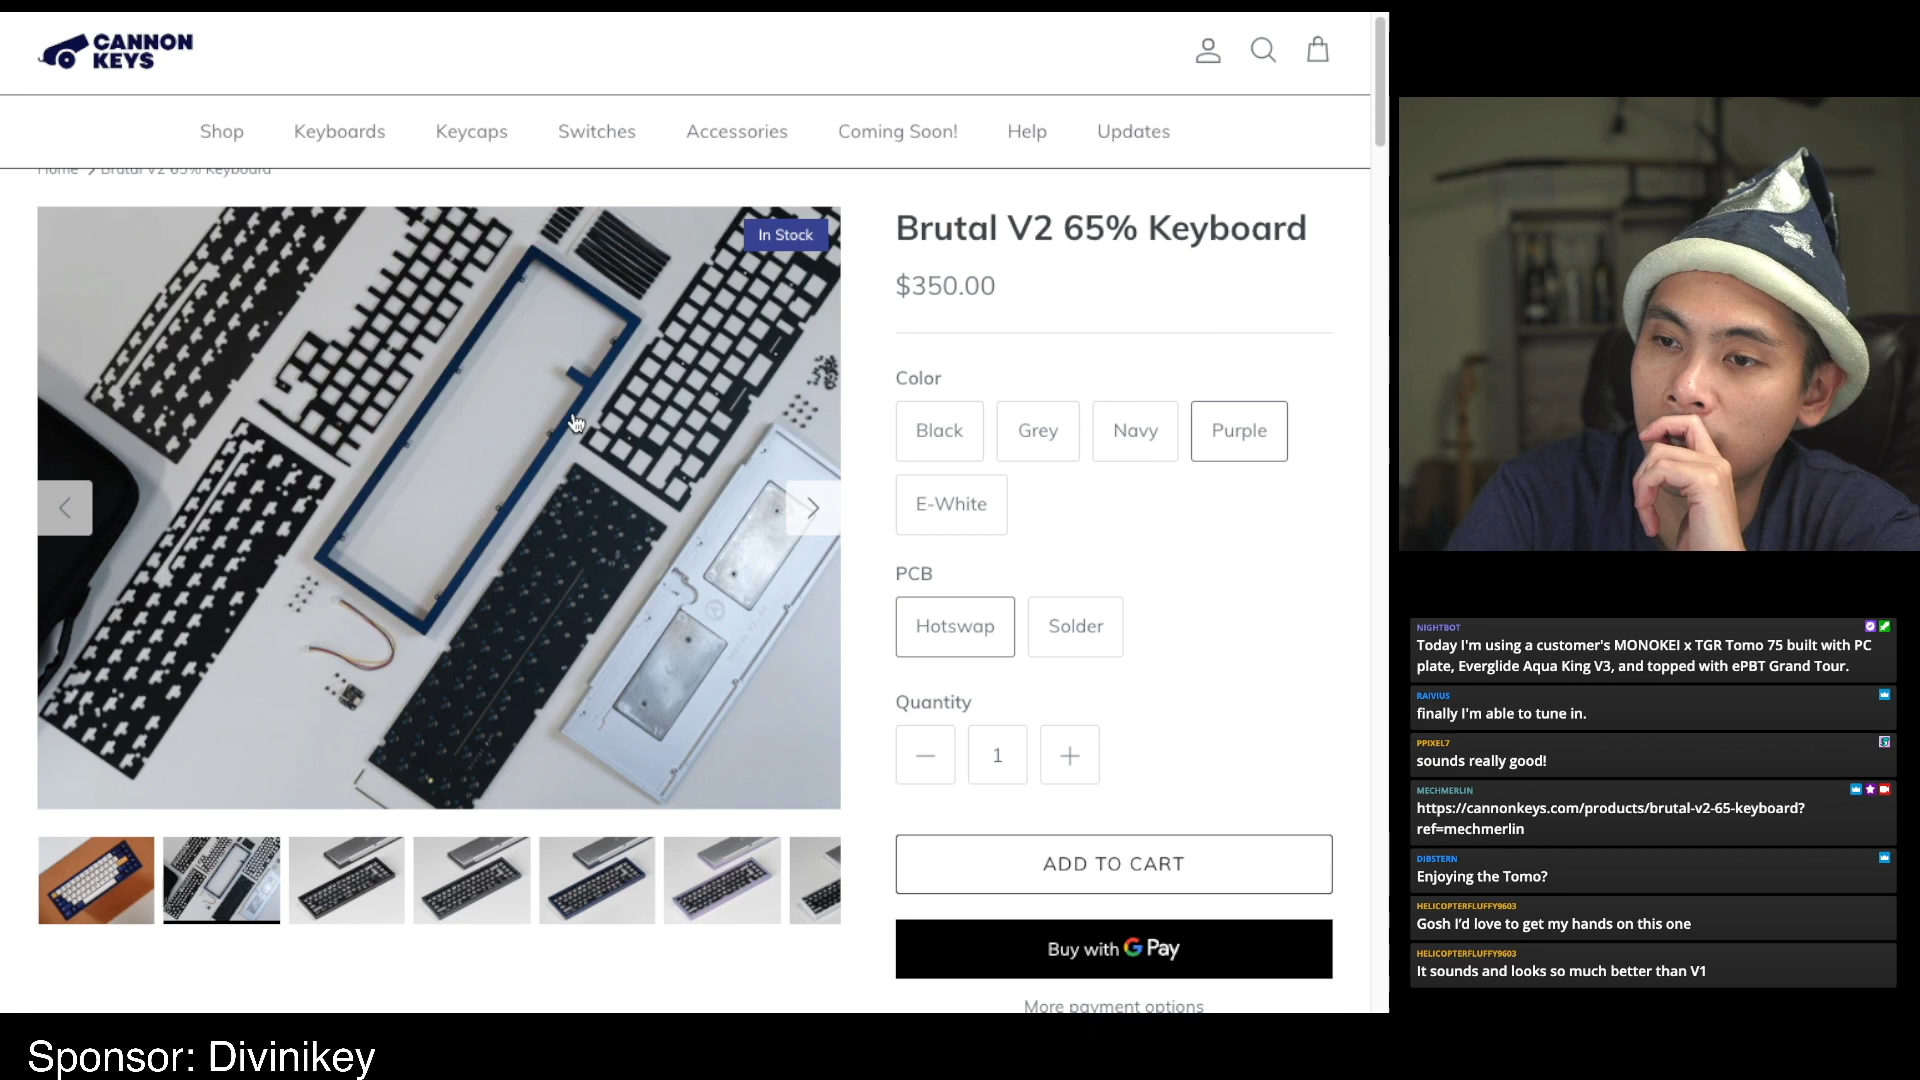 CANNON
KEYS
Shop
Keyboards
Keycaps
Switches
Accessories
Coming Soon!
Help
Updates
Home > Brutal V2 65% Keyboard
In Stock
Brutal V2 65% Keyboard
$350.00
Color
Black
Grey
Navy
Purple
E-White
PCB
Hotswap
Solder
Quantity
1
ADD TO CART
Buy with G Pay
More payment options
NIGHTBOT
Today I'm using a customer's MONOKEI x TGR Tomo 75 built with PC
plate, Everglide Aqua King V3, and topped with ePBT Grand Tour.
RAIVIUS
finally I'm able to tune in.
PPIXEL7
sounds really good!
MECHMERLIN
https://cannonkeys.com/products/brutal-v2-65-keyboard?
ref=mechmerlin
DIBSTERN
Enjoying the Tomo?
HELICOPTERFLUFFY9603
Gosh I'd love to get my hands on this one
HELICOPTERFLUFFY9603
It sounds and looks so much better than V1
Sponsor: Divinikey